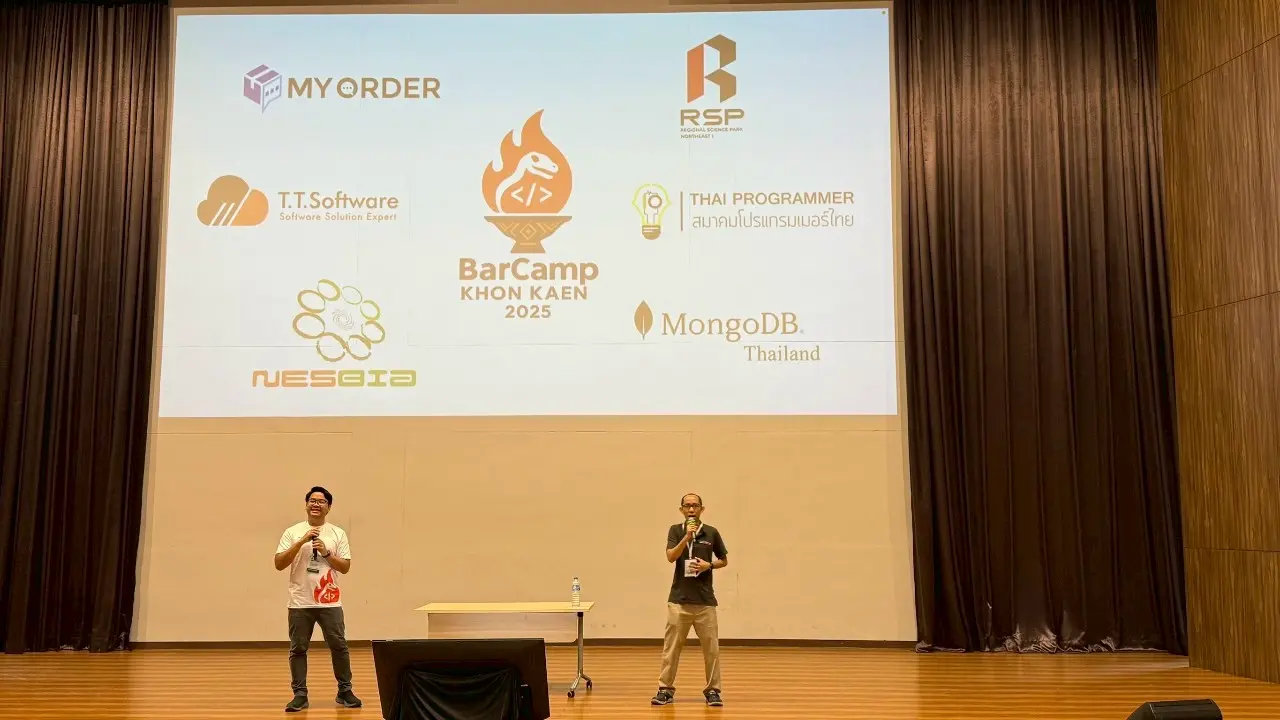 MY ORDER
RSP
REGIONAL SCIENCE PARK
NORTHEAST I
T.T.Software
Software Solution Expert
</>
BarCamp
KHON KAEN
2025
THAI PROGRAMMER
สมาคมโปรแกรมเมอร์ไทย
NESBIA
MongoDB.
Thailand
</>